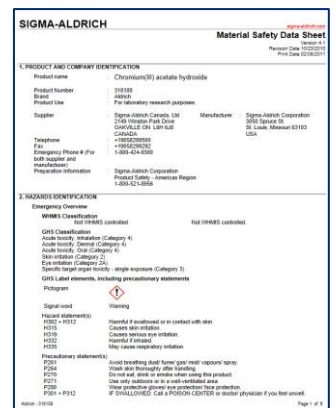 SIGMA-ALDRICH
sigma-aldrich.com
Material Safety Data Sheet
Version 4.1
Revision Date 10/23/2010
Print Date 02/09/2011
1. PRODUCT AND COMPANY IDENTIFICATION
Product name : Chromium(III) acetate hydroxide
Product Number : 318108
Brand : Aldrich
Product Use : For laboratory research purposes.
Supplier : Sigma-Aldrich Canada, Ltd Manufacturer : Sigma-Aldrich Corporation
2149 Winston Park Drive 3050 Spruce St.
OAKVILLE ON L6H 6J8 St. Louis, Missouri 63103
CANADA USA
Telephone : +19058299500
Fax : +19058299292
Emergency Phone # (For : 1-800-424-9300
both supplier and
manufacturer)
Preparation Information : Sigma-Aldrich Corporation
Product Safety - Americas Region
1-800-521-8956
2. HAZARDS IDENTIFICATION
Emergency Overview
WHMIS Classification
Not WHMIS controlled. Not WHMIS controlled.
GHS Classification
Acute toxicity, Inhalation (Category 4)
Acute toxicity, Dermal (Category 4)
Acute toxicity, Oral (Category 4)
Skin irritation (Category 2)
Eye irritation (Category 2A)
Specific target organ toxicity - single exposure (Category 3)
GHS Label elements, including precautionary statements
Pictogram
Signal word Warning
Hazard statement(s)
H302 + H312 Harmful if swallowed or in contact with skin.
H315 Causes skin irritation.
H319 Causes serious eye irritation.
H332 Harmful if inhaled.
H335 May cause respiratory irritation.
Precautionary statement(s)
P261 Avoid breathing dust/ fume/ gas/ mist/ vapours/ spray.
P264 Wash skin thoroughly after handling.
P270 Do not eat, drink or smoke when using this product.
P271 Use only outdoors or in a well-ventilated area.
P280 Wear protective gloves/ eye protection/ face protection.
P301 + P312 IF SWALLOWED: Call a POISON CENTER or doctor/ physician if you feel unwell.
Aldrich - 318108 Page 1 of 8